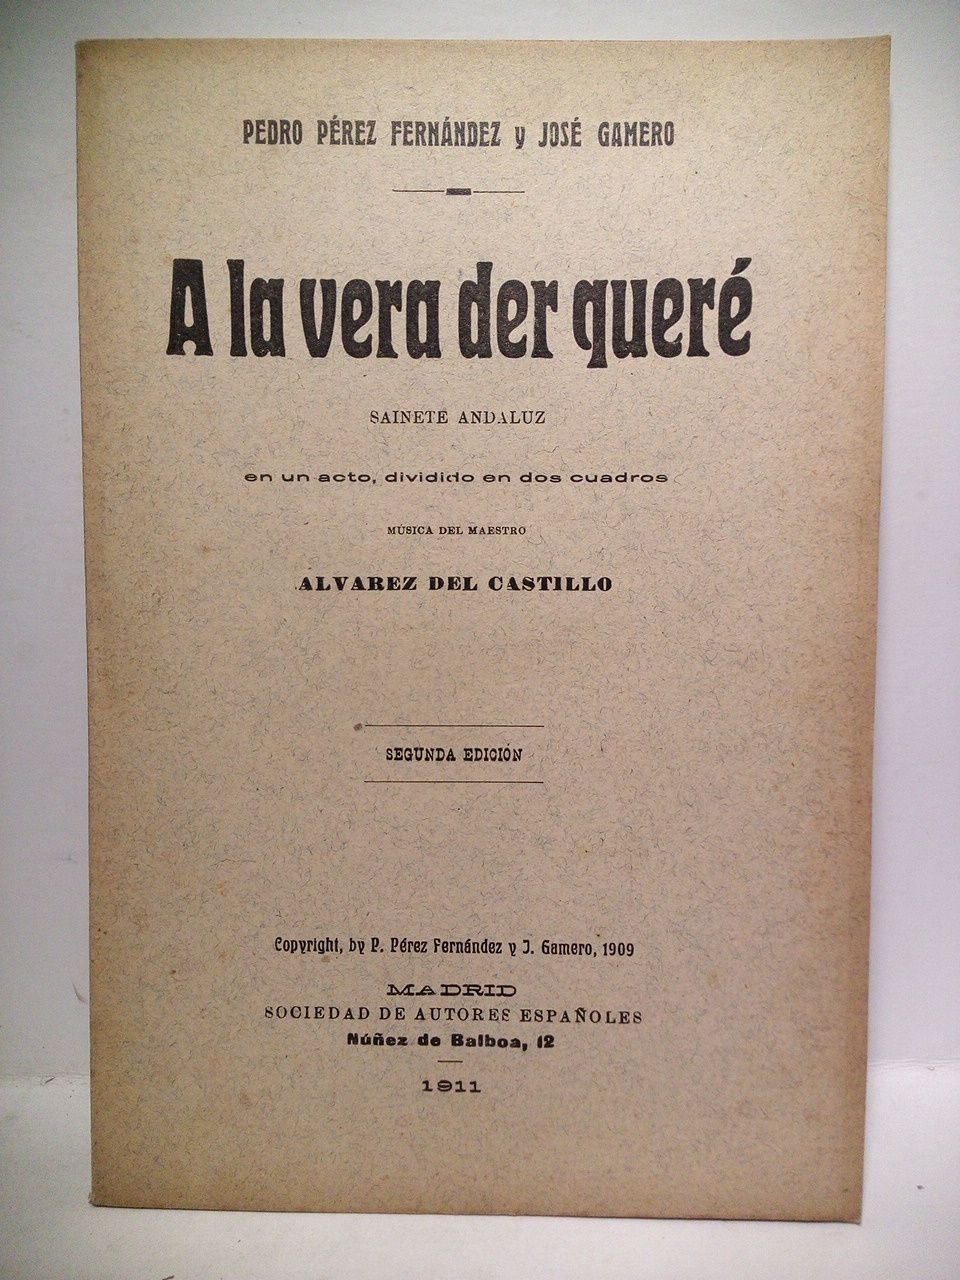 PEDRO PÉREZ FERNÁNDEZ y JOSÉ GAMERO
A la vera der queré
SAINETE ANDALUZ
en un acto, dividido en dos cuadros
MÚSICA DEL MAESTRO
ALVAREZ DEL CASTILLO
SEGUNDA EDICIÓN
Copyright, by P. Pérez Fernández y J. Gamero, 1909
MADRID
SOCIEDAD DE AUTORES ESPAÑOLES
Núñez de Balboa, 12
1911